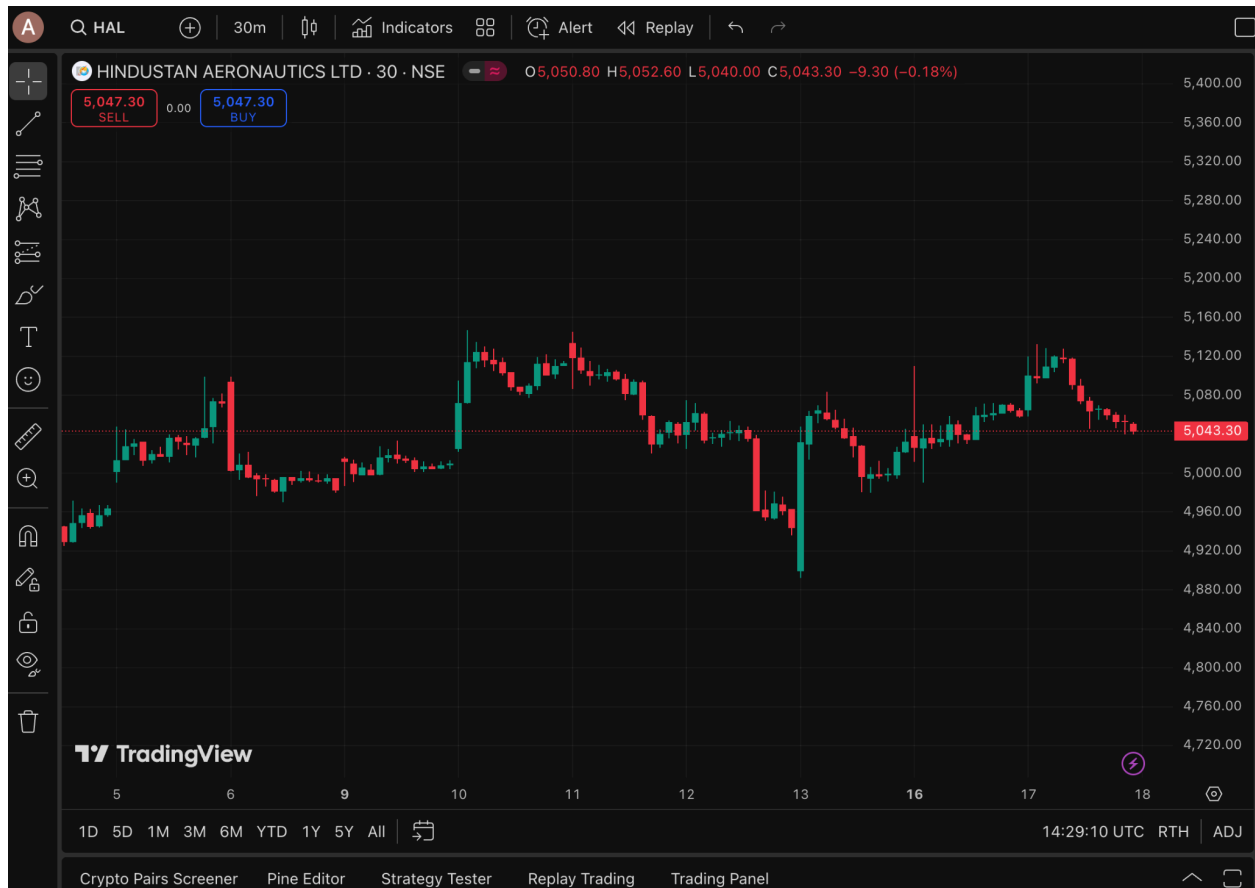 A HAL 30m Indicators Alert Replay
HINDUSTAN AERONAUTICS LTD · 30 · NSE O5,050.80 H5,052.60 L5,040.00 C5,043.30 −9.30 (−0.18%)
5,047.30 0.00 5,047.30
SELL BUY
5,400.00
5,360.00
5,320.00
5,280.00
5,240.00
5,200.00
5,160.00
5,120.00
5,080.00
5,043.30
5,000.00
4,960.00
4,920.00
4,880.00
4,840.00
4,800.00
4,760.00
4,720.00
TradingView
5 6 9 10 11 12 13 16 17 18
1D 5D 1M 3M 6M YTD 1Y 5Y All 14:29:10 UTC RTH ADJ
Crypto Pairs Screener Pine Editor Strategy Tester Replay Trading Trading Panel